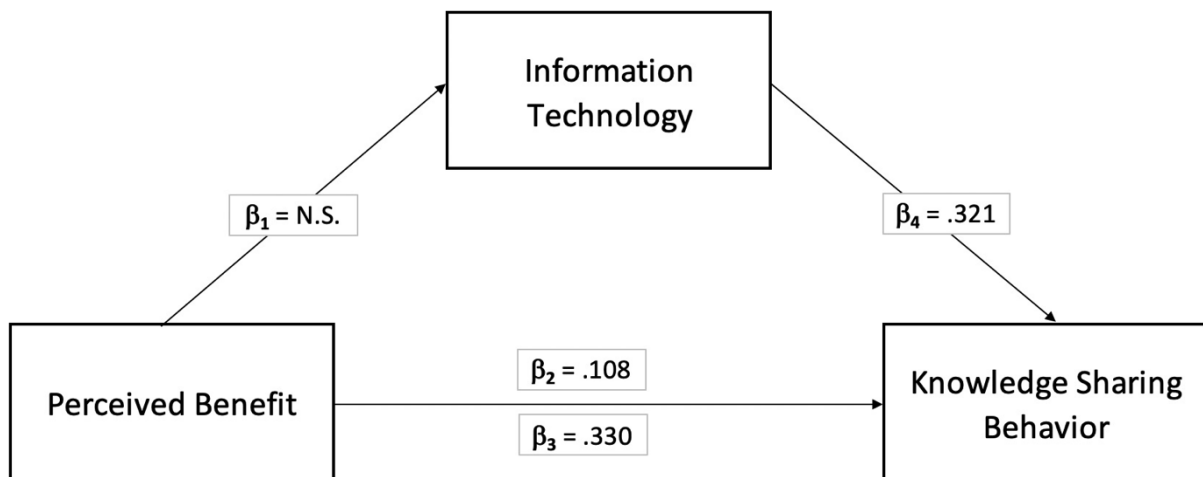 Information
Technology
β₁ = N.S.
β₄ = .321
β₂ = .108
Perceived Benefit
Knowledge Sharing
Behavior
β₃ = .330